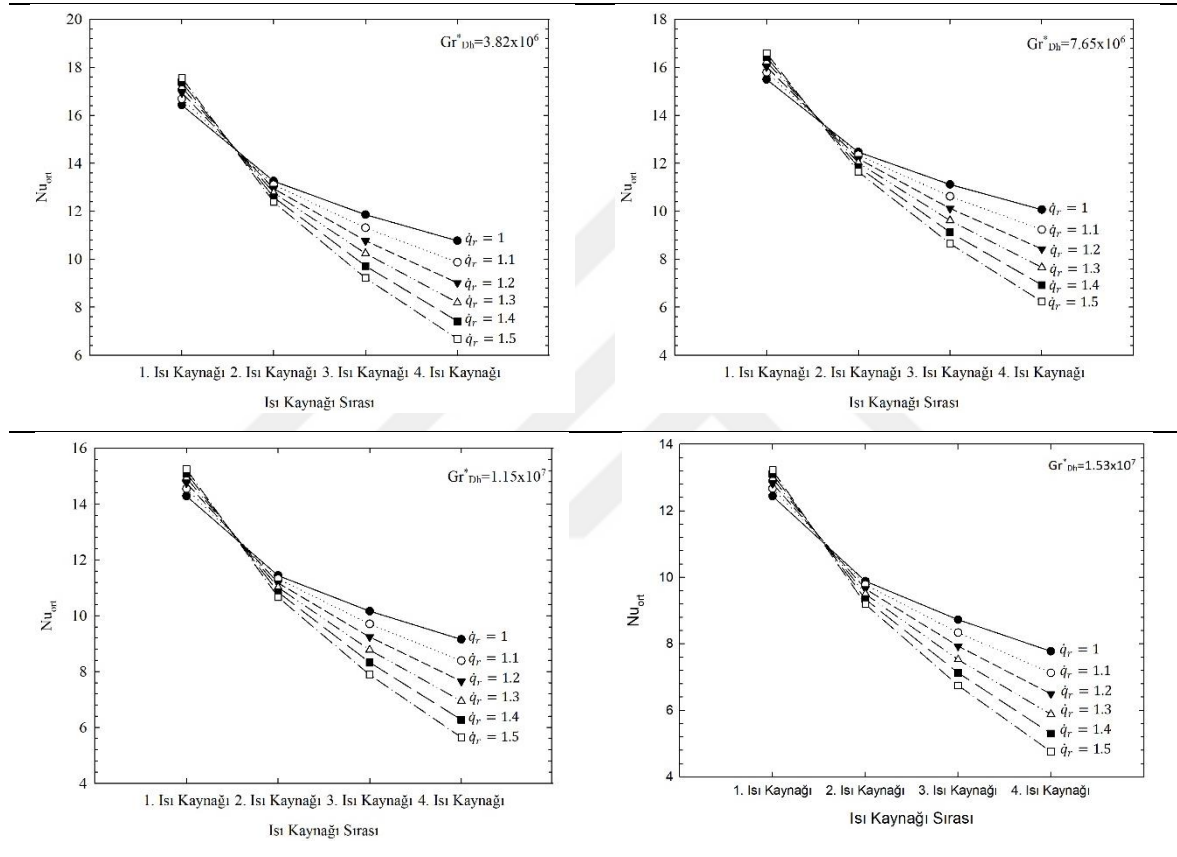 20
18
16
14
12
10
8
6
Nu_ort
Gr*_Dh=3.82x10^6
q̇_r = 1
q̇_r = 1.1
q̇_r = 1.2
q̇_r = 1.3
q̇_r = 1.4
q̇_r = 1.5
1. Isı Kaynağı 2. Isı Kaynağı 3. Isı Kaynağı 4. Isı Kaynağı
Isı Kaynağı Sırası
18
16
14
12
10
8
6
4
Nu_ort
Gr*_Dh=7.65x10^6
q̇_r = 1
q̇_r = 1.1
q̇_r = 1.2
q̇_r = 1.3
q̇_r = 1.4
q̇_r = 1.5
1. Isı Kaynağı 2. Isı Kaynağı 3. Isı Kaynağı 4. Isı Kaynağı
Isı Kaynağı Sırası
16
14
12
10
8
6
4
Nu_ort
Gr*_Dh=1.15x10^7
q̇_r = 1
q̇_r = 1.1
q̇_r = 1.2
q̇_r = 1.3
q̇_r = 1.4
q̇_r = 1.5
1. Isı Kaynağı 2. Isı Kaynağı 3. Isı Kaynağı 4. Isı Kaynağı
Isı Kaynağı Sırası
14
12
10
8
6
4
Nu_ort
Gr*_Dh=1.53x10^7
q̇_r = 1
q̇_r = 1.1
q̇_r = 1.2
q̇_r = 1.3
q̇_r = 1.4
q̇_r = 1.5
1. Isı Kaynağı 2. Isı Kaynağı 3. Isı Kaynağı 4. Isı Kaynağı
Isı Kaynağı Sırası